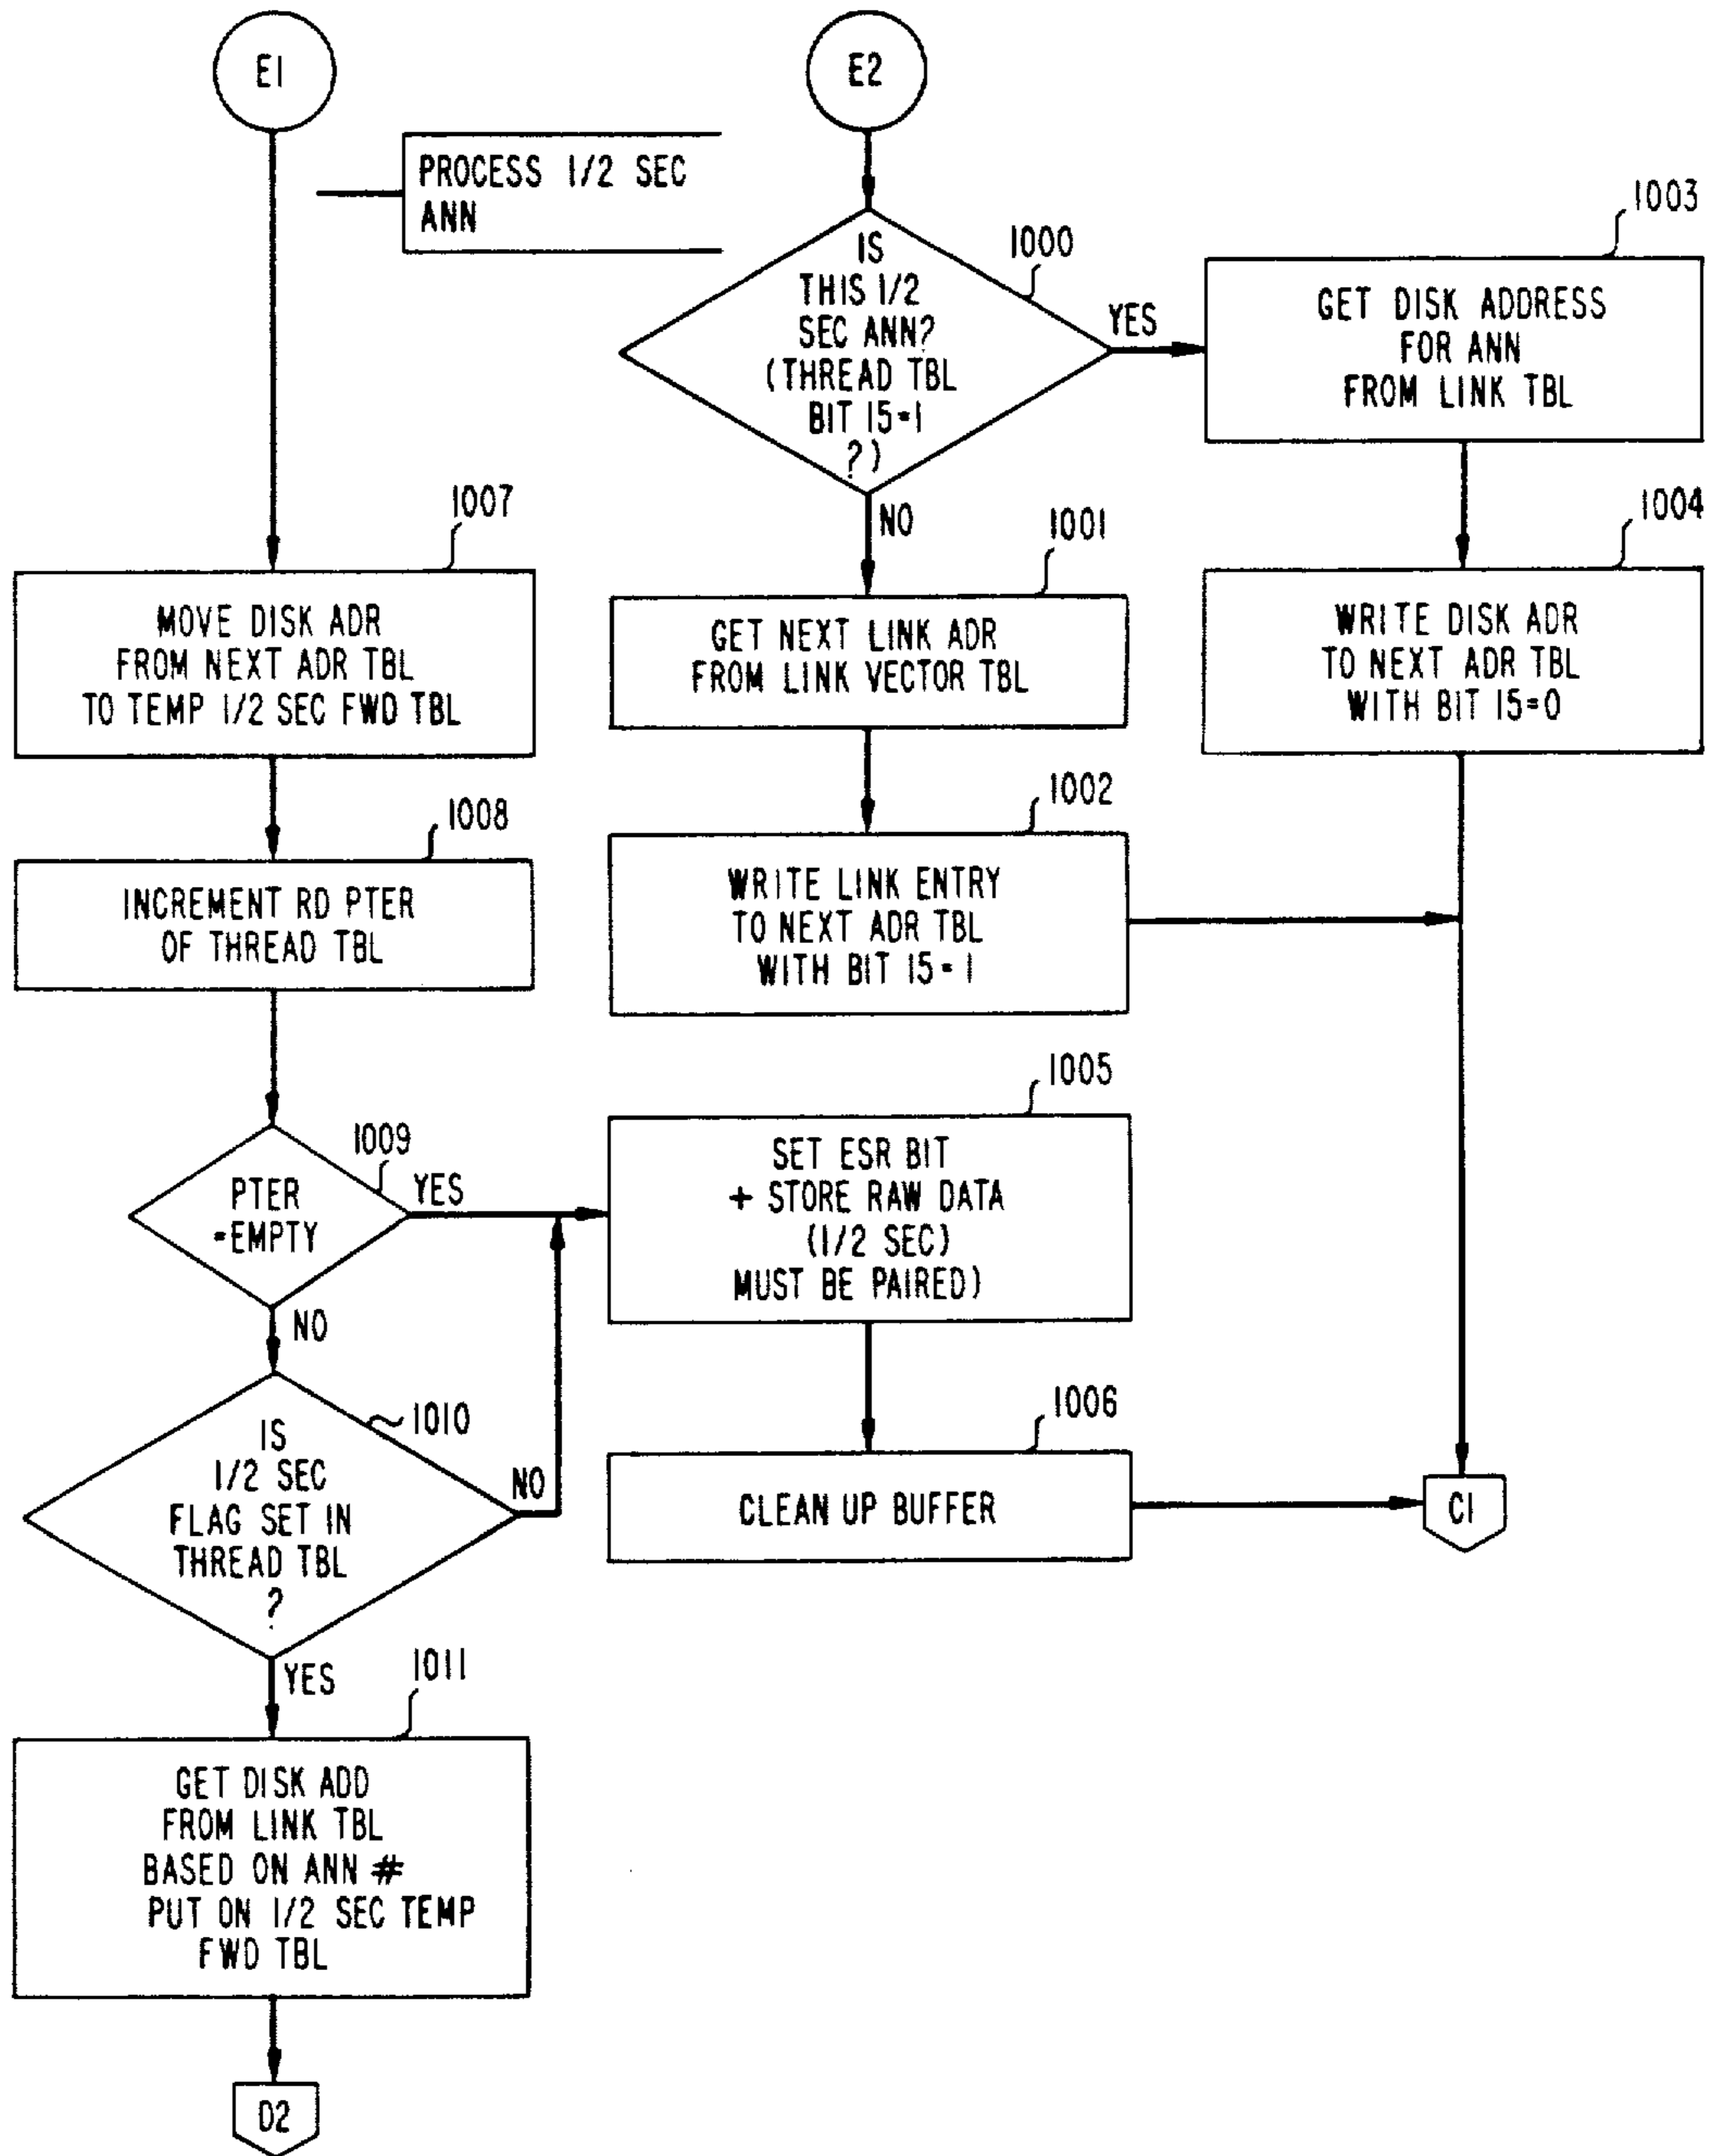 E1
E2
PROCESS 1/2 SEC
ANN
1000
IS
THIS 1/2
SEC ANN?
(THREAD TBL
BIT 15=1
?)
YES
NO
1003
GET DISK ADDRESS
FOR ANN
FROM LINK TBL
1004
WRITE DISK ADR
TO NEXT ADR TBL
WITH BIT 15=0
1001
GET NEXT LINK ADR
FROM LINK VECTOR TBL
1002
WRITE LINK ENTRY
TO NEXT ADR TBL
WITH BIT 15=1
1007
MOVE DISK ADR
FROM NEXT ADR TBL
TO TEMP 1/2 SEC FWD TBL
1008
INCREMENT RD PTER
OF THREAD TBL
1009
PTER
=EMPTY
YES
NO
1005
SET ESR BIT
+ STORE RAW DATA
(1/2 SEC)
MUST BE PAIRED)
1006
CLEAN UP BUFFER
C1
1010
IS
1/2 SEC
FLAG SET IN
THREAD TBL
?
NO
YES
1011
GET DISK ADD
FROM LINK TBL
BASED ON ANN #
PUT ON 1/2 SEC TEMP
FWD TBL
D2